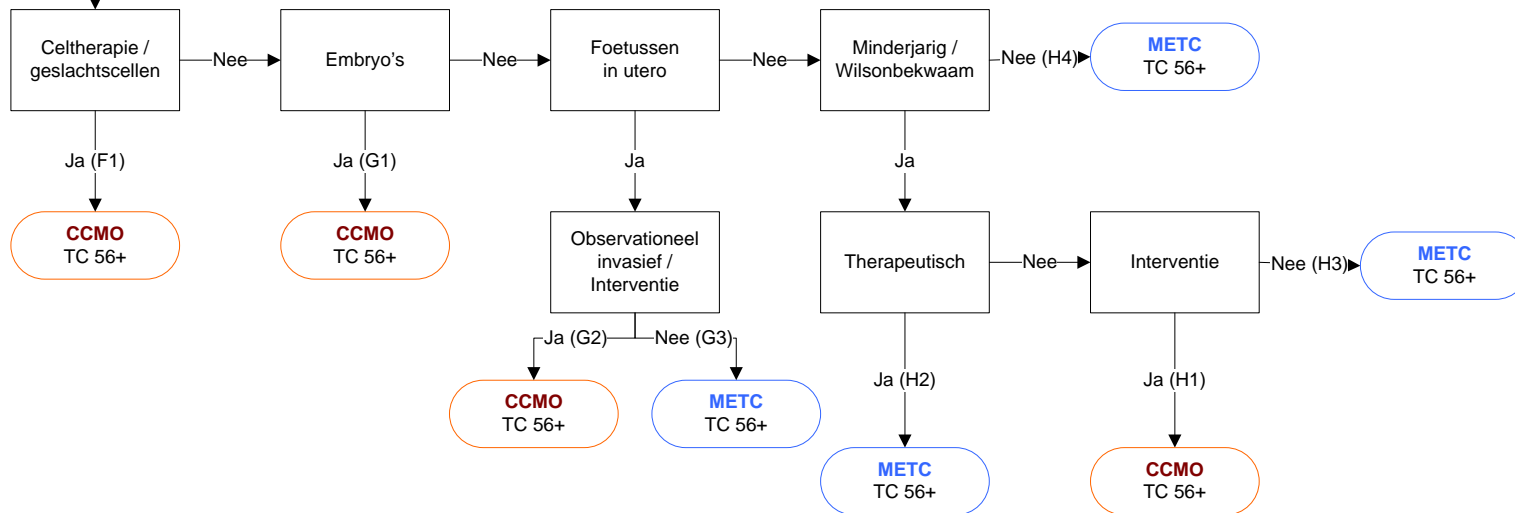 Celtherapie /
geslachtscellen
Nee
Embryo's
Nee
Foetussen
in utero
Nee
Minderjarig /
Wilsonbekwaam
Nee (H4)
METC
TC 56+
Ja (F1)
Ja (G1)
Ja
Ja
CCMO
TC 56+
CCMO
TC 56+
Observationeel
invasief /
Interventie
Therapeutisch
Nee
Interventie
Nee (H3)
METC
TC 56+
Ja (G2)
Nee (G3)
CCMO
TC 56+
METC
TC 56+
Ja (H2)
Ja (H1)
METC
TC 56+
CCMO
TC 56+